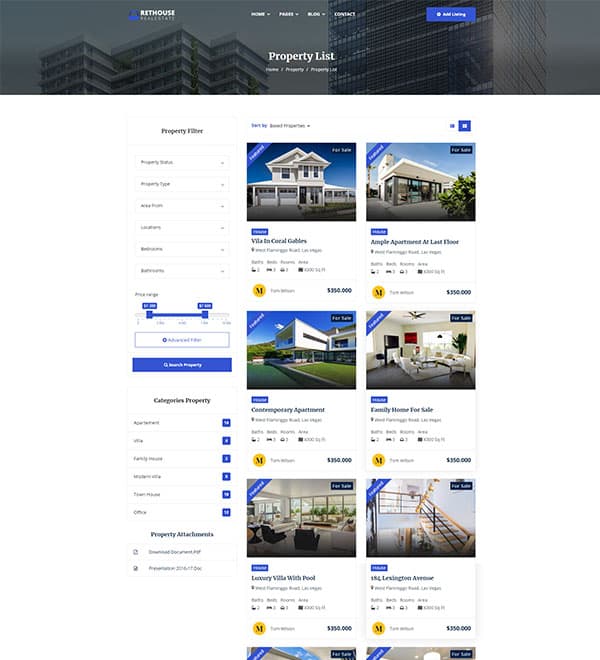 RETHOUSE
REAL ESTATE
HOME
PAGES
BLOG
CONTACT
Add Listing
Property List
Home / Property / Property List
Property Filter
Property Status
Property Type
Area From
Locations
Bedrooms
Bathrooms
Price range
Advanced Filter
Search Property
Categories Property
Apartement
Villa
Family House
Modern Villa
Town House
Office
Property Attachments
Download Document.Pdf
Presentation 2016-17.Doc
Sort by Based Properties
Featured
For Sale
House
Vila In Coral Gables
West Flaminggo Road, Las Vegas
Baths Beds Rooms Area
2 3 3 4300 Sq Ft
Tom Wilson
$350.000
Featured
For Sale
House
Ample Apartment At Last Floor
West Flaminggo Road, Las Vegas
Baths Beds Rooms Area
2 3 3 4300 Sq Ft
Tom Wilson
$350.000
Featured
For Sale
House
Contemporary Apartment
West Flaminggo Road, Las Vegas
Baths Beds Rooms Area
2 3 3 4300 Sq Ft
Tom Wilson
$350.000
Featured
For Sale
House
Family Home For Sale
West Flaminggo Road, Las Vegas
Baths Beds Rooms Area
2 3 3 4300 Sq Ft
Tom Wilson
$350.000
Featured
For Sale
House
Luxury Villa With Pool
West Flaminggo Road, Las Vegas
Baths Beds Rooms Area
2 3 3 4300 Sq Ft
Tom Wilson
$350.000
Featured
For Sale
House
184 Lexington Avenue
West Flaminggo Road, Las Vegas
Baths Beds Rooms Area
2 3 3 4300 Sq Ft
Tom Wilson
$350.000
For Sale
For Sale